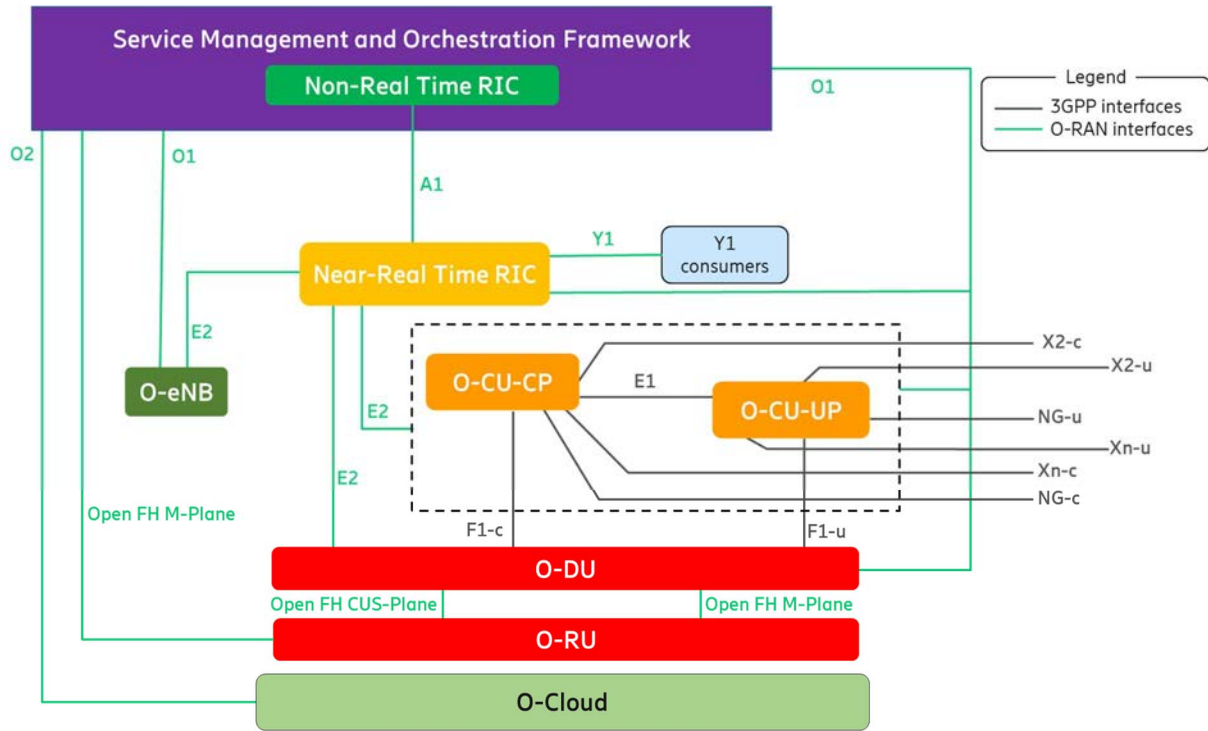 Service Management and Orchestration Framework
Non-Real Time RIC
O1
Legend
3GPP interfaces
O-RAN interfaces
O2
O1
A1
Y1
Y1
consumers
Near-Real Time RIC
E2
X2-c
O-CU-CP
E1
X2-u
O-eNB
O-CU-UP
E2
NG-u
Xn-u
E2
Xn-c
NG-c
Open FH M-Plane
F1-c
F1-u
O-DU
Open FH CUS-Plane
Open FH M-Plane
O-RU
O-Cloud